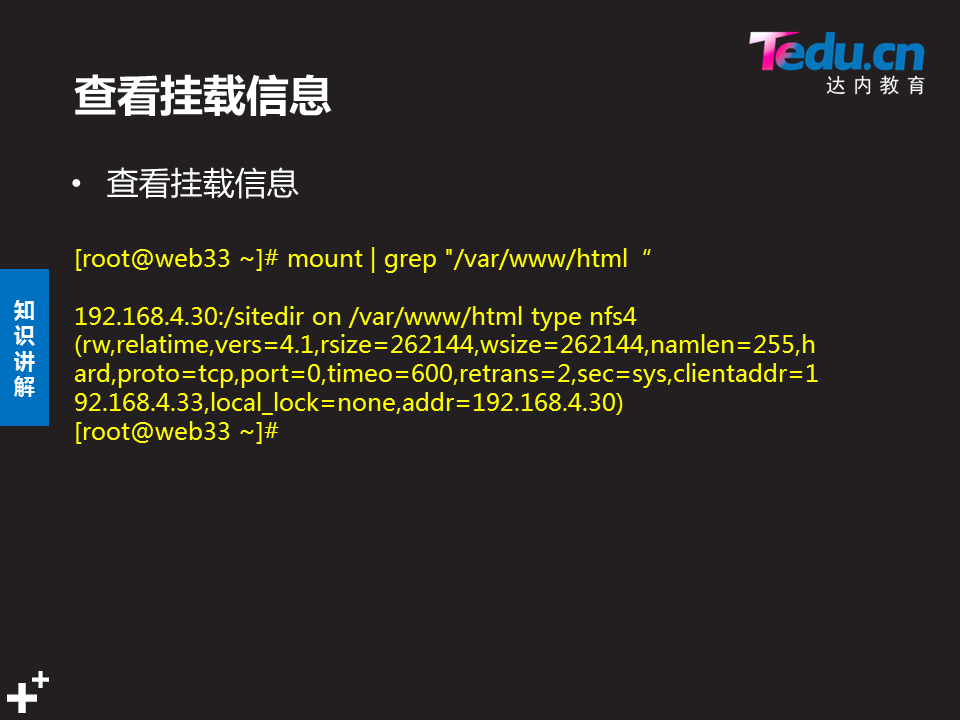 Tedu.cn
达内教育
查看挂载信息
• 查看挂载信息
[root@web33 ~]# mount | grep "/var/www/html “
192.168.4.30:/sitedir on /var/www/html type nfs4
(rw,relatime,vers=4.1,rsize=262144,wsize=262144,namlen=255,h
ard,proto=tcp,port=0,timeo=600,retrans=2,sec=sys,clientaddr=1
92.168.4.33,local_lock=none,addr=192.168.4.30)
[root@web33 ~]#
知
识
讲
解